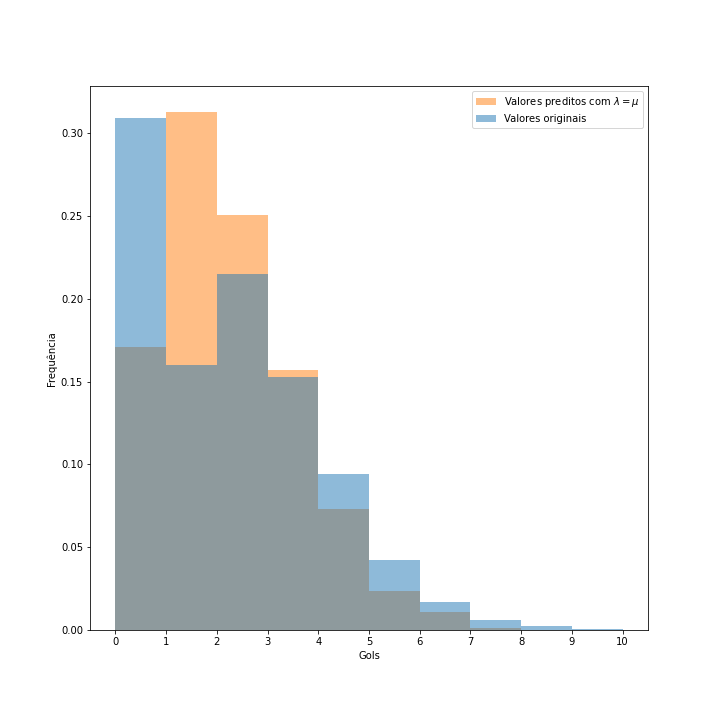 Valores preditos com λ = μ
Valores originais
0.30
0.25
0.20
0.15
0.10
0.05
0.00
Frequência
0 1 2 3 4 5 6 7 8 9 10
Gols